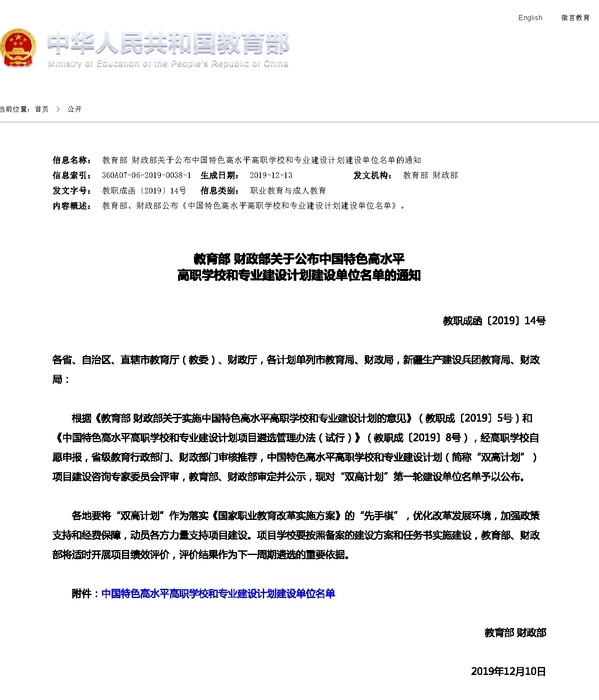 English 微言教育
中华人民共和国教育部
Ministry of Education of the People's Republic of China
当前位置: 首页 > 公开
信息名称: 教育部 财政部关于公布中国特色高水平高职学校和专业建设计划建设单位名单的通知
信息索引: 360A07-06-2019-0038-1 生成日期: 2019-12-13 发文机构: 教育部 财政部
发文字号: 教职成函〔2019〕14号 信息类别: 职业教育与成人教育
内容概述: 教育部、财政部公布《中国特色高水平高职学校和专业建设计划建设单位名单》。
教育部 财政部关于公布中国特色高水平
高职学校和专业建设计划建设单位名单的通知
教职成函〔2019〕14号
各省、自治区、直辖市教育厅（教委）、财政厅，各计划单列市教育局、财政局，新疆生产建设兵团教育局、财政
局：
根据《教育部 财政部关于实施中国特色高水平高职学校和专业建设计划的意见》（教职成〔2019〕5号）和
《中国特色高水平高职学校和专业建设计划项目遴选管理办法（试行）》（教职成〔2019〕8号），经高职学校自
愿申报，省级教育行政部门、财政部门审核推荐，中国特色高水平高职学校和专业建设计划（简称“双高计划”）
项目建设咨询专家委员会评审，教育部、财政部审定并公示，现对“双高计划”第一轮建设单位名单予以公布。
各地要将“双高计划”作为落实《国家职业教育改革实施方案》的“先手棋”，优化改革发展环境，加强政策
支持和经费保障，动员各方力量支持项目建设。项目学校要按照备案的建设方案和任务书实施建设，教育部、财政
部将适时开展项目绩效评价，评价结果作为下一周期遴选的重要依据。
附件：中国特色高水平高职学校和专业建设计划建设单位名单
教育部 财政部
2019年12月10日